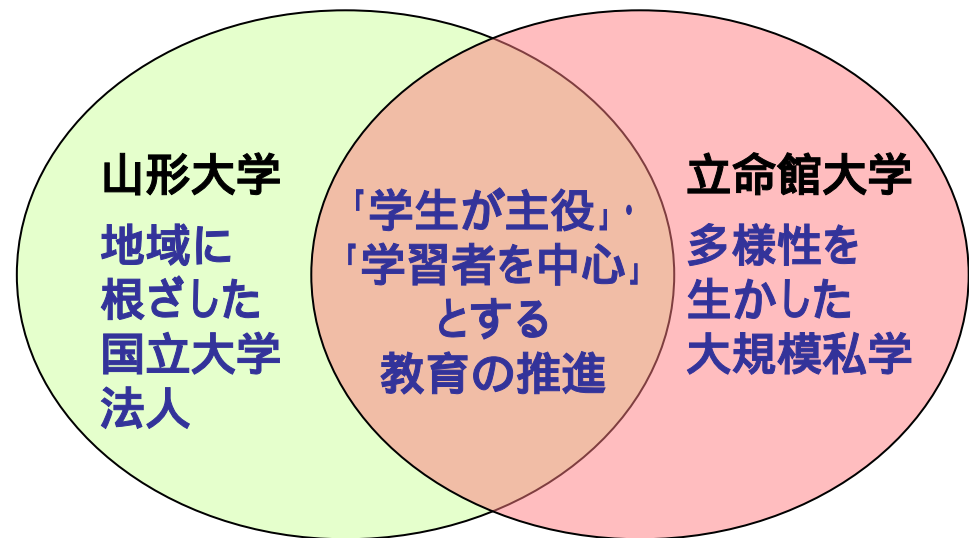 山形大学
地域に
根ざした
国立大学
法人
「学生が主役」・
「学習者を中心」
とする
教育の推進
立命館大学
多様性を
生かした
大規模私学